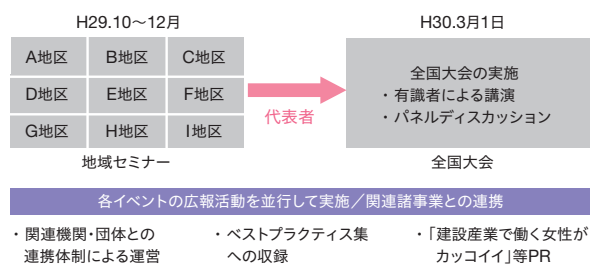 H29.10～12月
H30.3月1日
A地区 B地区 C地区
D地区 E地区 F地区
G地区 H地区 I地区
代表者
全国大会の実施
・有識者による講演
・パネルディスカッション
地域セミナー
全国大会
各イベントの広報活動を並行して実施／関連諸事業との連携
・関連機関・団体との
連携体制による運営
・ベストプラクティス集
への収録
・「建設産業で働く女性が
カッコイイ」等PR